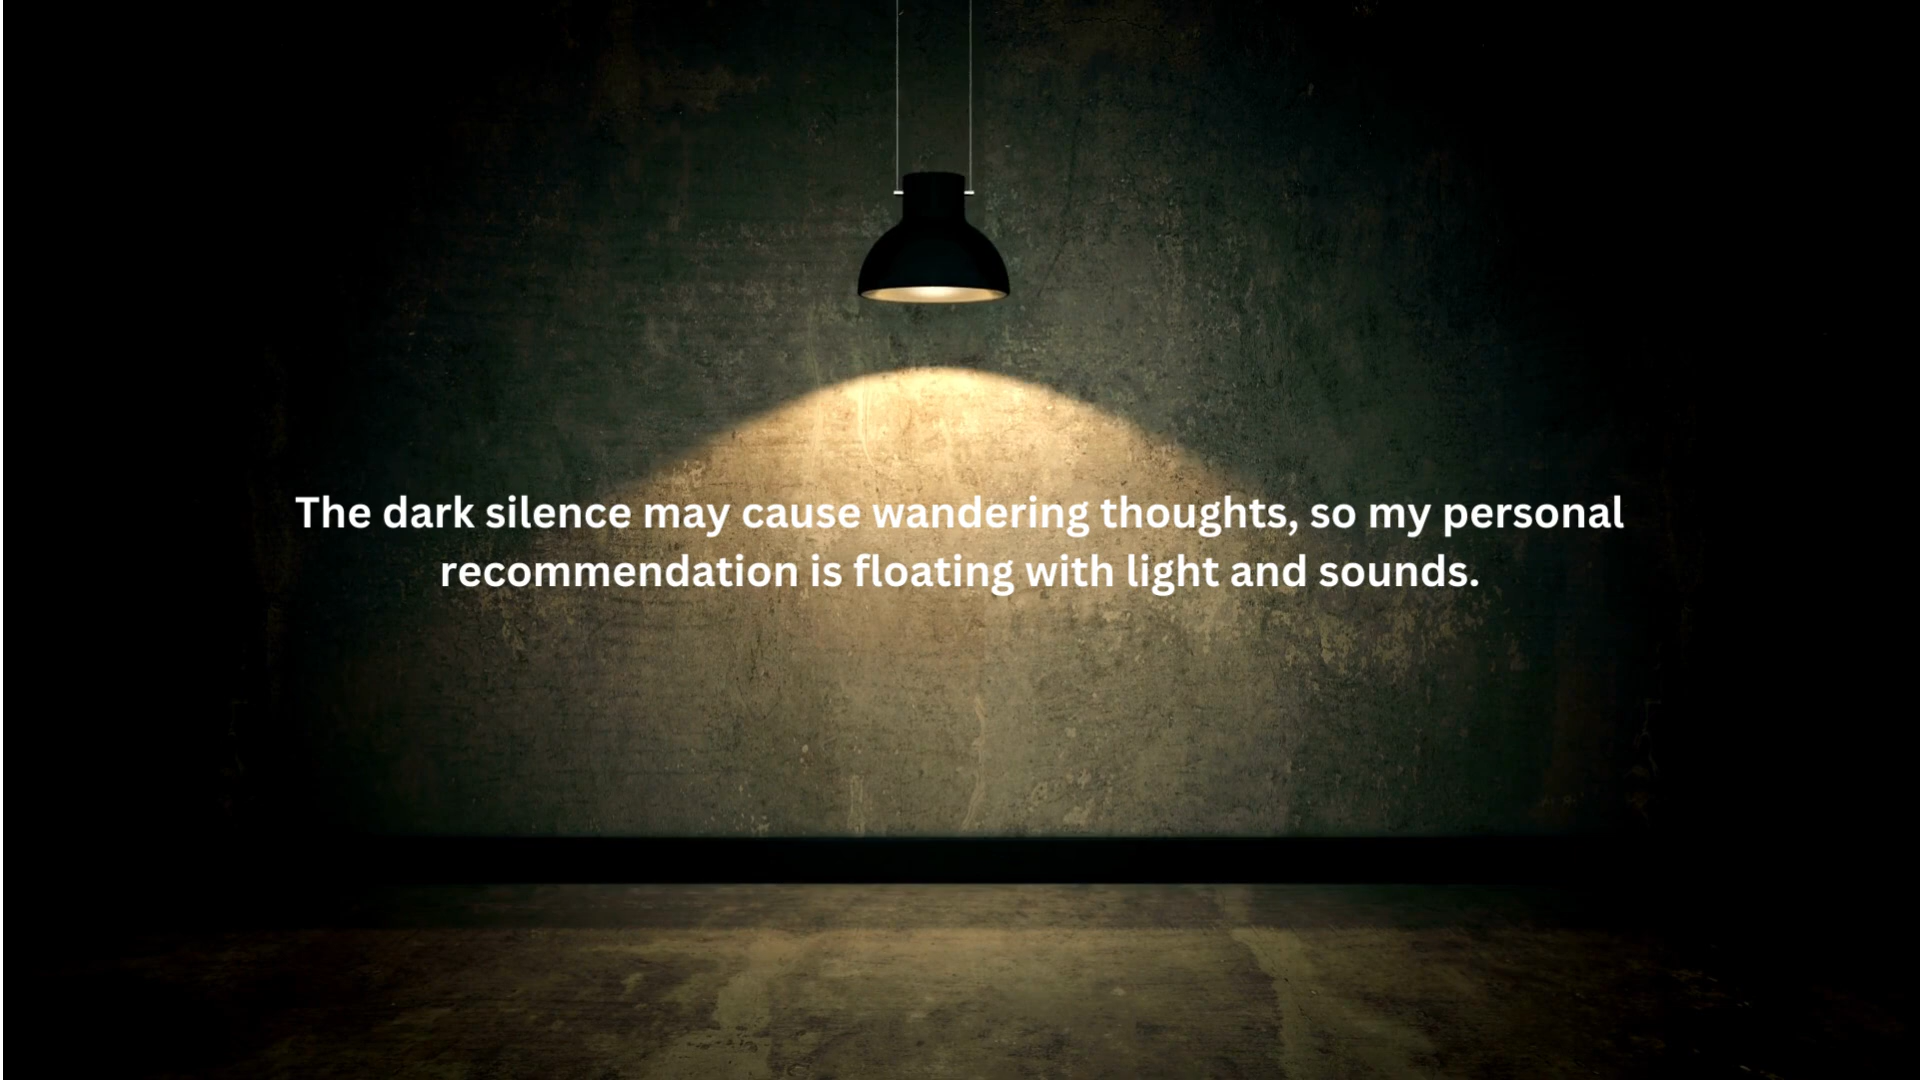 The dark silence may cause wandering thoughts, so my personal
recommendation is floating with light and sounds.